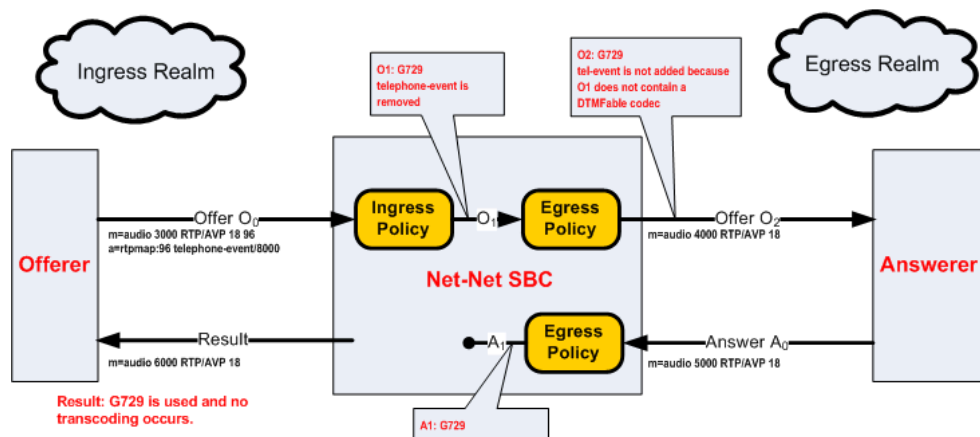 Ingress Realm
Egress Realm
O1: G729
telephone-event is
removed
O2: G729
tel-event is not added because
O1 does not contain a
DTMFable codec
Offerer
Offer O0
m=audio 3000 RTP/AVP 18 96
a=rtpmap:96 telephone-event/8000
Ingress
Policy
O1
Egress
Policy
Offer O2
m=audio 4000 RTP/AVP 18
Net-Net SBC
Answerer
Result
m=audio 6000 RTP/AVP 18
A1
Egress
Policy
Answer A0
m=audio 5000 RTP/AVP 18
Result: G729 is used and no
transcoding occurs.
A1: G729